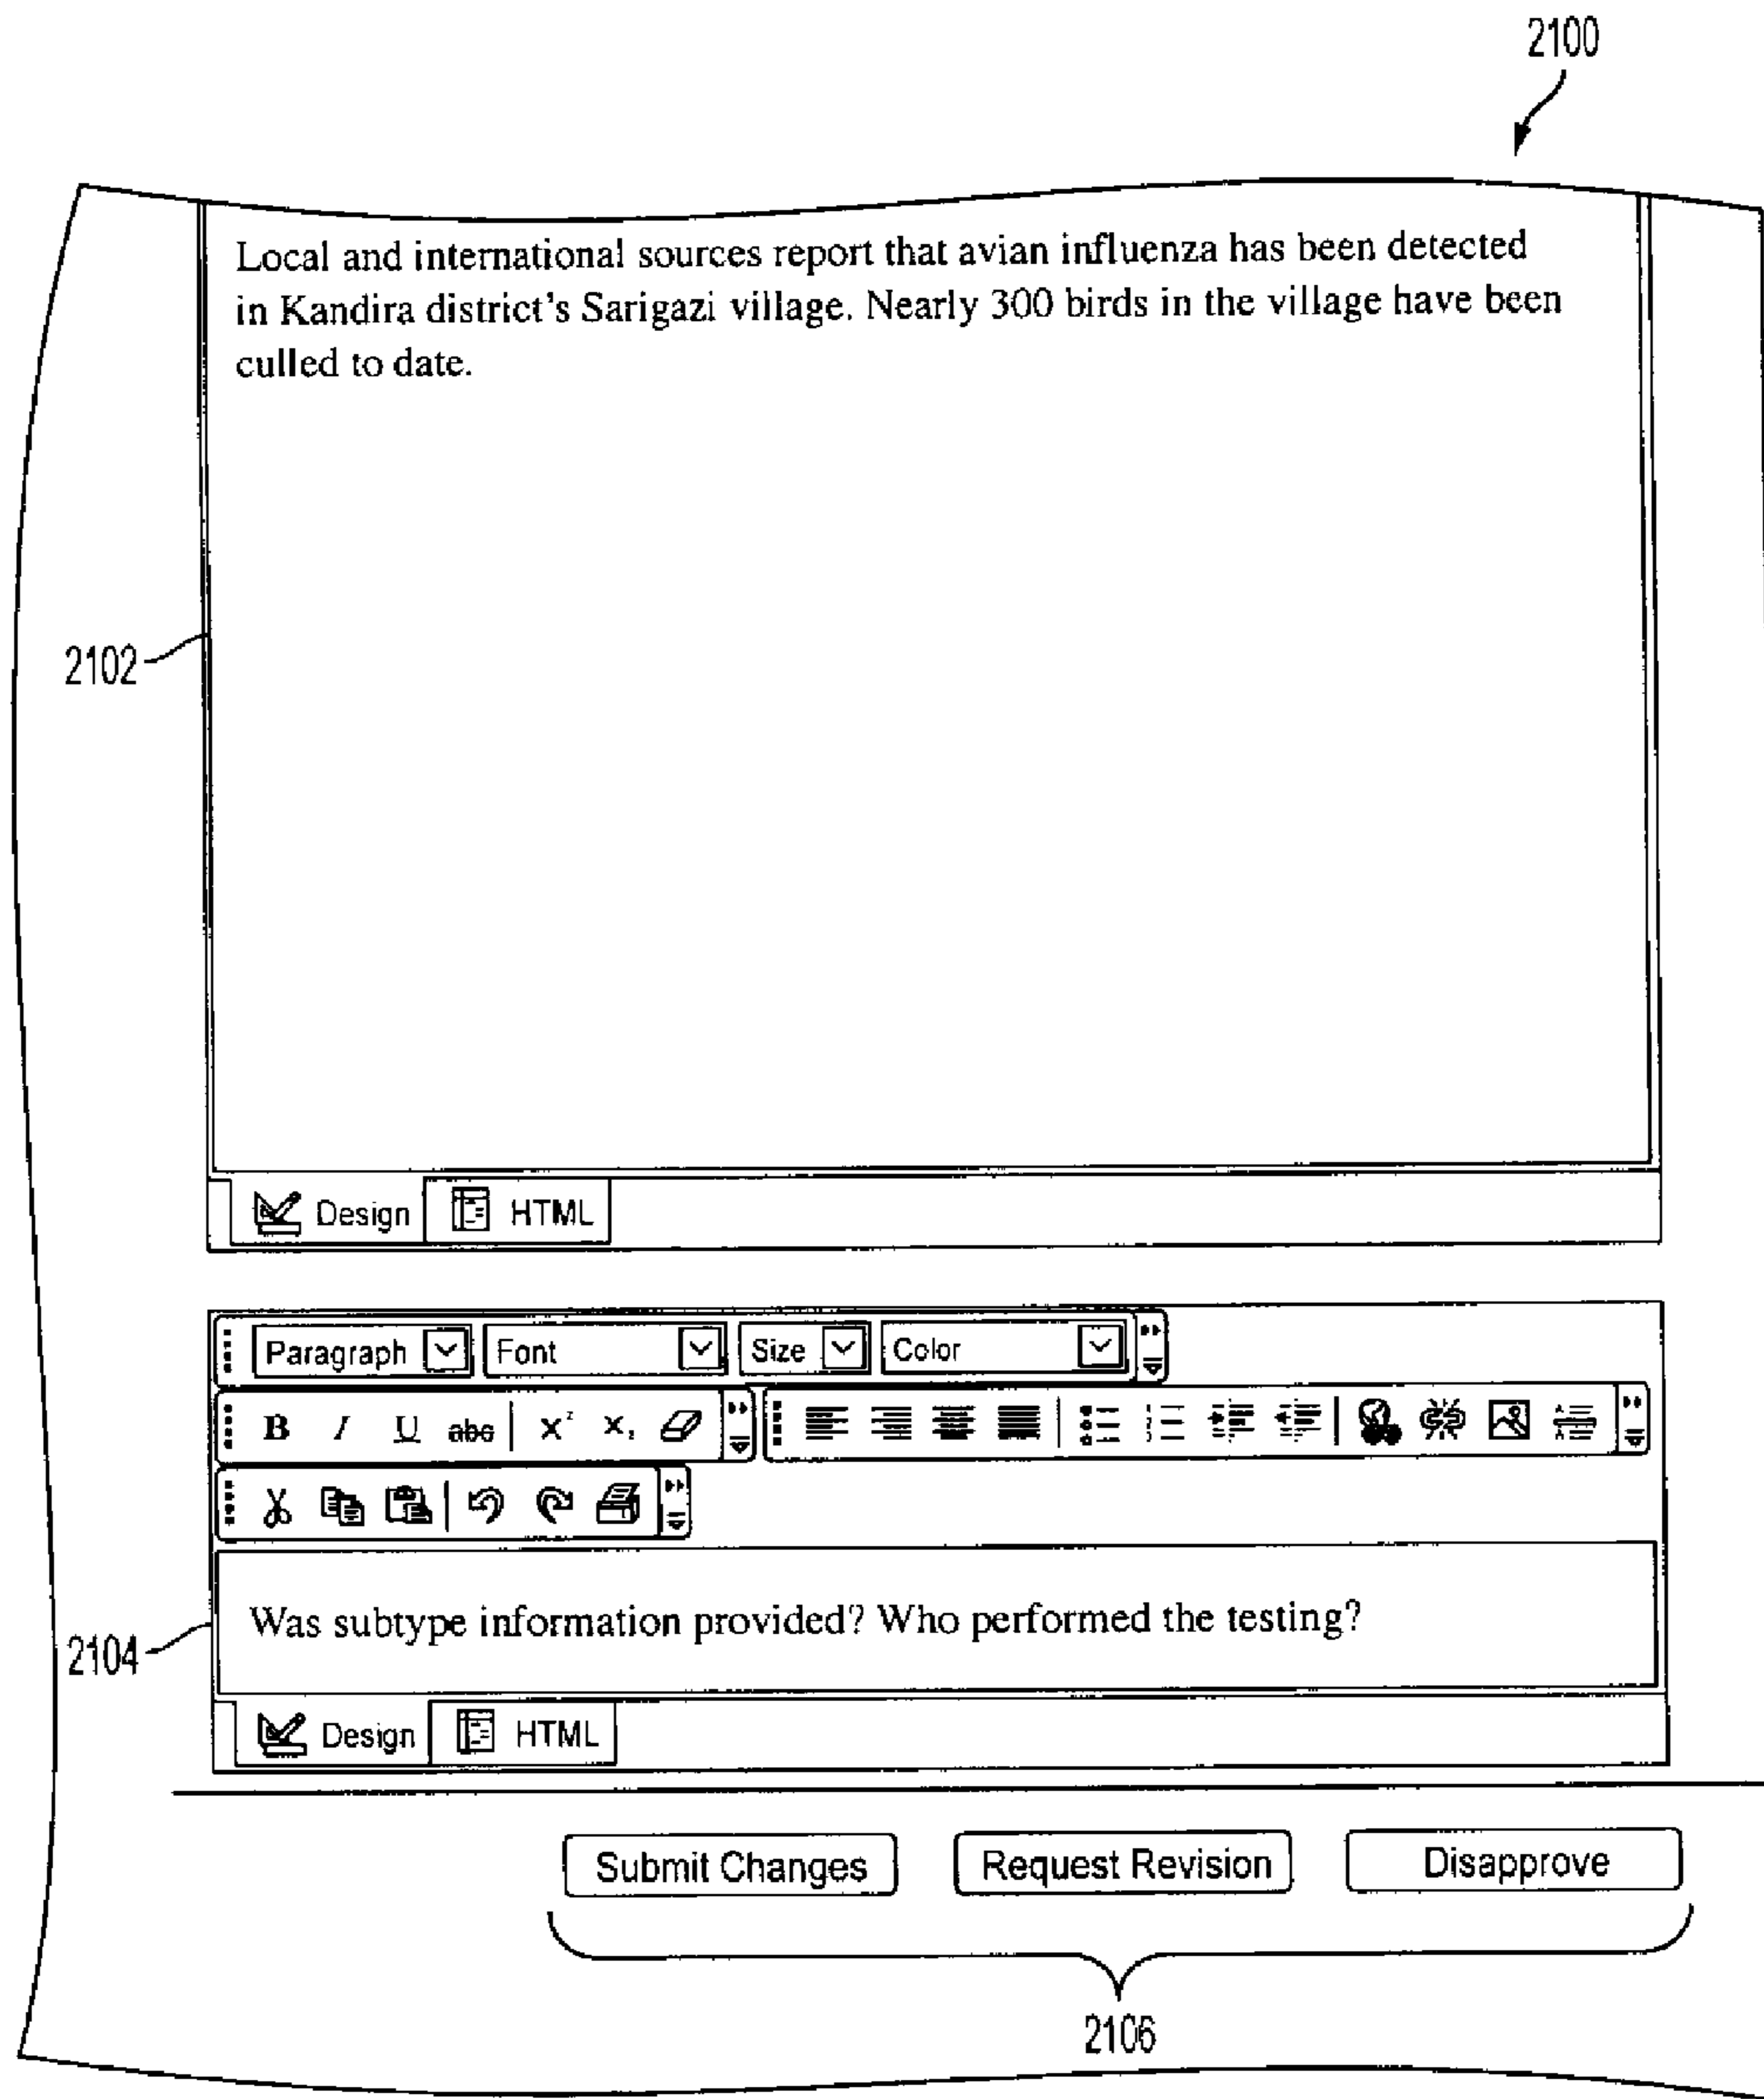 2100
Local and international sources report that avian influenza has been detected
in Kandira district's Sarigazi village. Nearly 300 birds in the village have been
culled to date.
2102
Design HTML
Paragraph Font Size Color
B I U abc X² X₂
Was subtype information provided? Who performed the testing?
2104
Design HTML
Submit Changes Request Revision Disapprove
2106